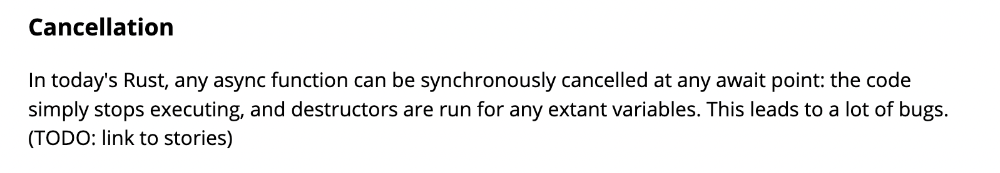 Cancellation
In today's Rust, any async function can be synchronously cancelled at any await point: the code
simply stops executing, and destructors are run for any extant variables. This leads to a lot of bugs.
(TODO: link to stories)